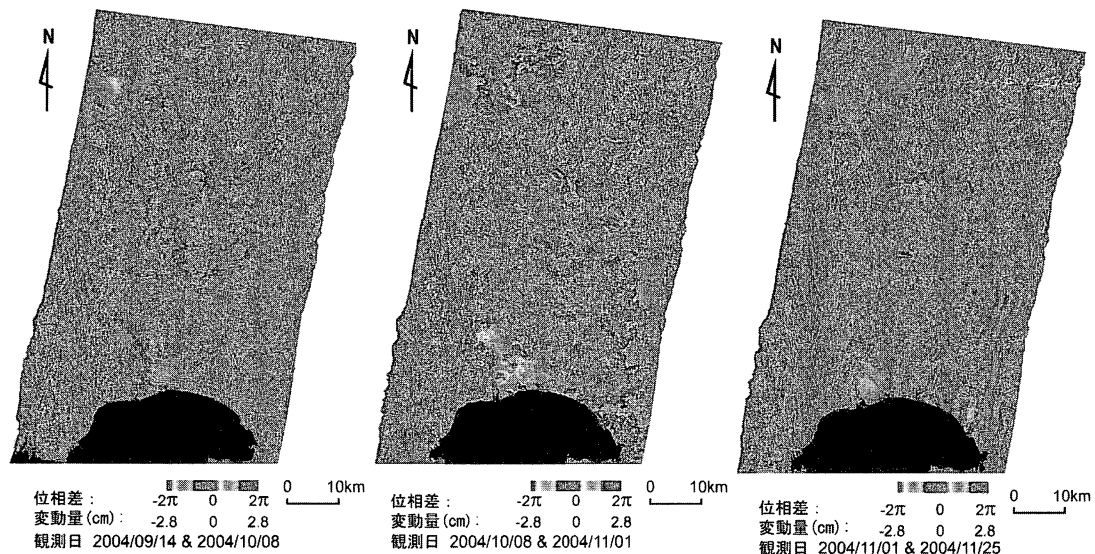 N
位相差： -2π 0 2π 0 10km
変動量(cm)： -2.8 0 2.8
観測日 2004/09/14 & 2004/10/08
N
位相差： -2π 0 2π 0 10km
変動量(cm)： -2.8 0 2.8
観測日 2004/10/08 & 2004/11/01
N
位相差： -2π 0 2π 0 10km
変動量(cm)： -2.8 0 2.8
観測日 2004/11/01 & 2004/11/25